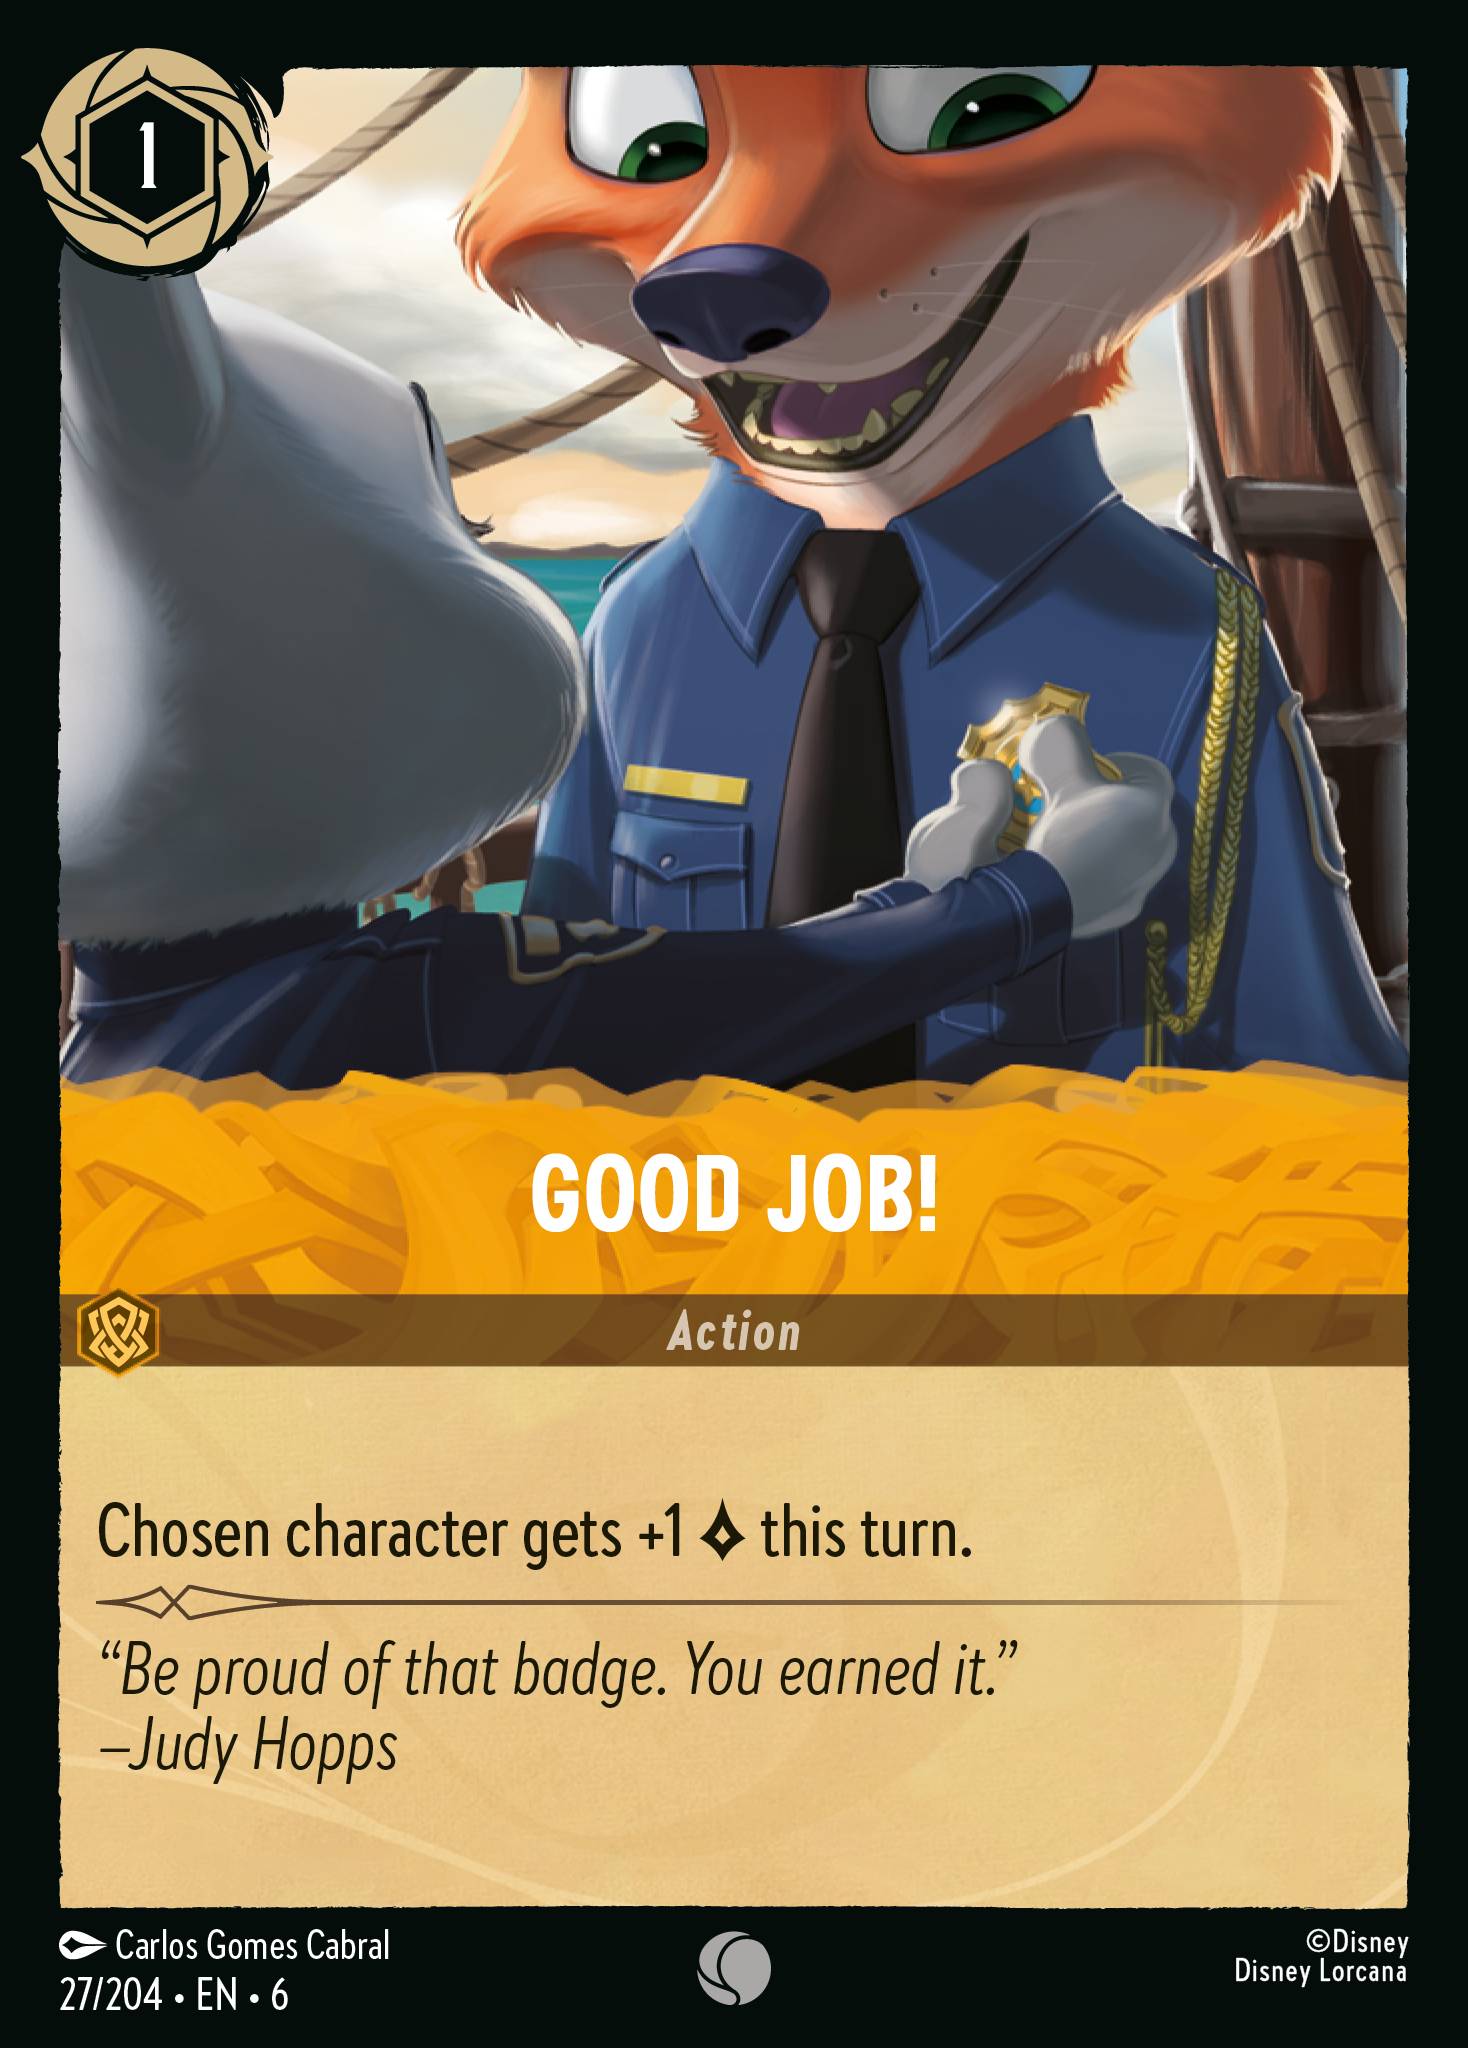 1
GOOD JOB!
Action
Chosen character gets +1 this turn.
“Be proud of that badge. You earned it.”
–Judy Hopps
Carlos Gomes Cabral
©Disney
27/204 • EN • 6
Disney Lorcana